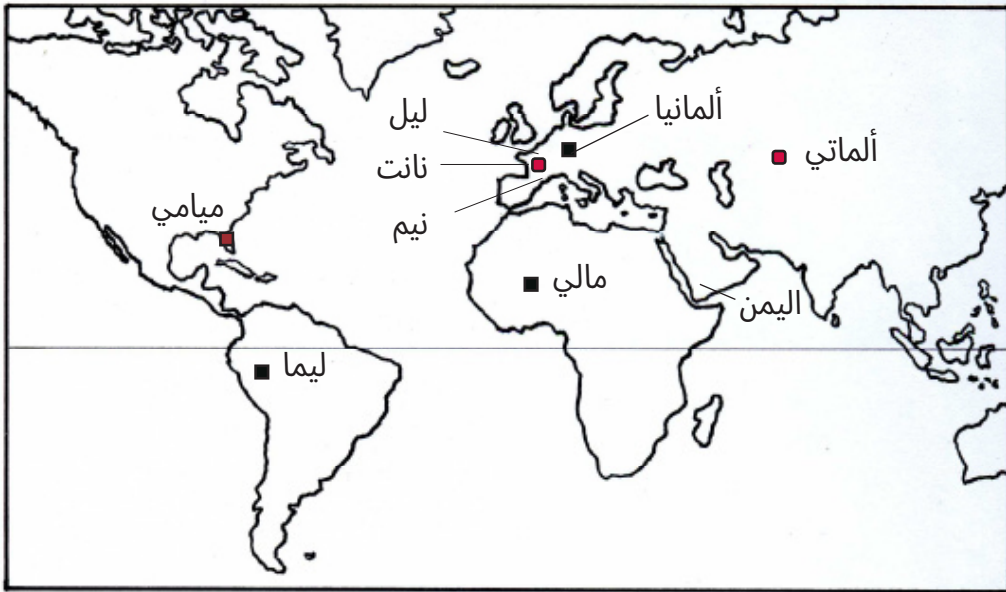 ألمانيا
ليل
ألماتي
نانت
ميامي
نيم
مالي
اليمن
ليما